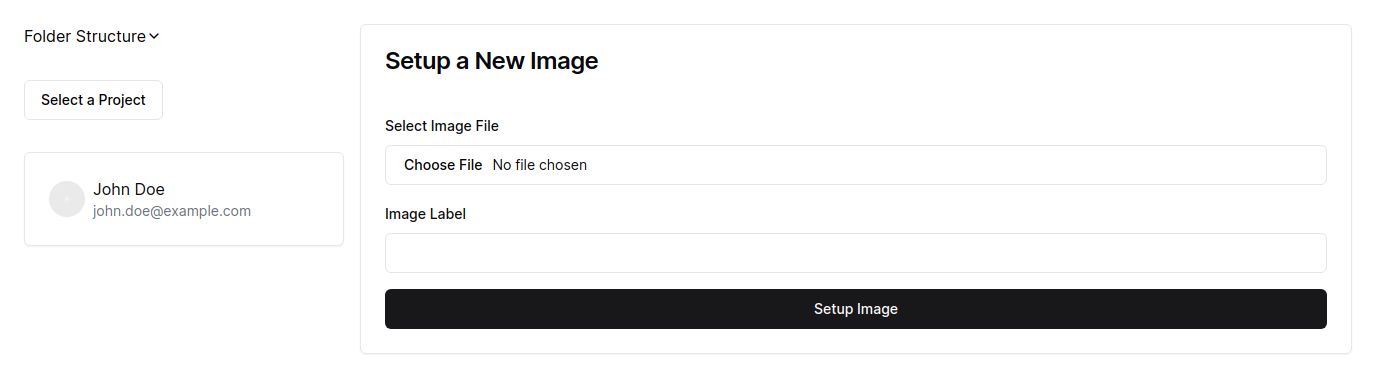 Folder Structure
Select a Project
John Doe
john.doe@example.com
Setup a New Image
Select Image File
Choose File No file chosen
Image Label
Setup Image